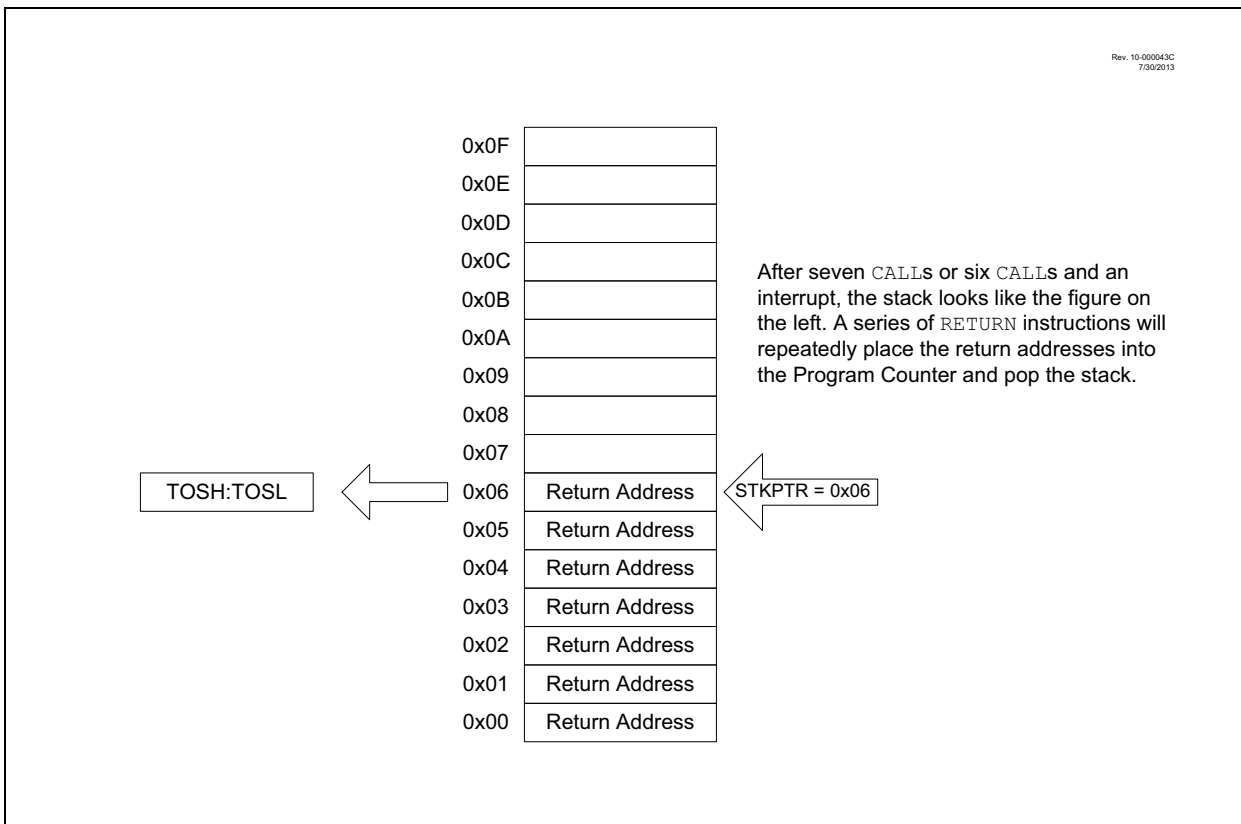 Rev. 10-000043C
7/30/2013
0x0F
0x0E
0x0D
0x0C
0x0B
0x0A
0x09
0x08
0x07
After seven CALLs or six CALLs and an
interrupt, the stack looks like the figure on
the left. A series of RETURN instructions will
repeatedly place the return addresses into
the Program Counter and pop the stack.
TOSH:TOSL 0x06 Return Address STKPTR = 0x06
0x05 Return Address
0x04 Return Address
0x03 Return Address
0x02 Return Address
0x01 Return Address
0x00 Return Address